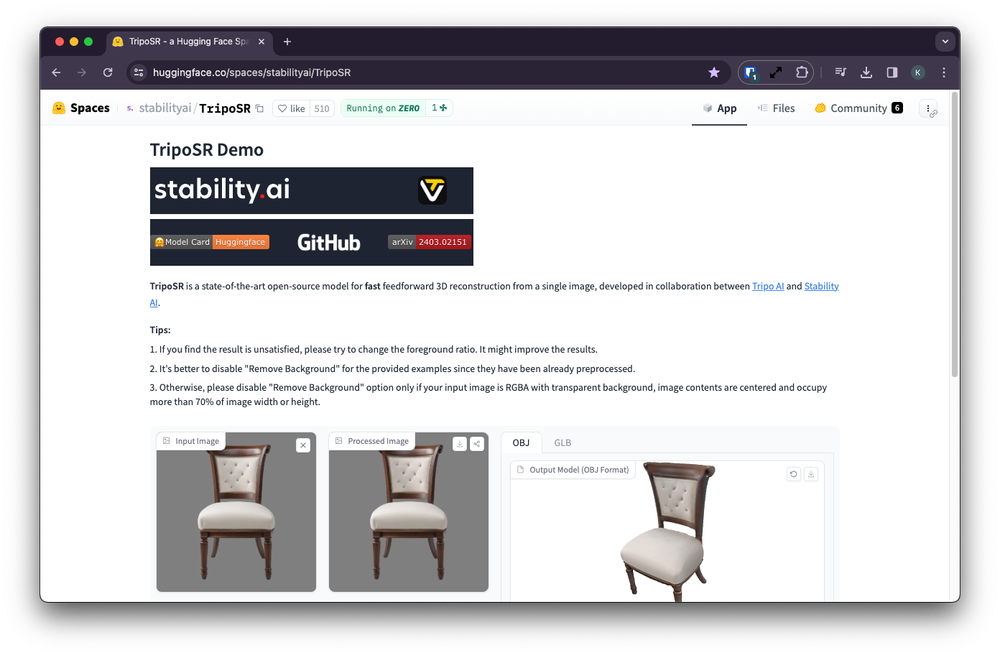 TripoSR - a Hugging Face Spa
huggingface.co/spaces/stabilityai/TripoSR
1
K
Spaces
s. stabilityai/TripoSR
like 510
Running on ZERO 1
App
Files
Community 6
TripoSR Demo
stability.ai
Model Card Huggingface
GitHub
arXiv 2403.02151
TripoSR is a state-of-the-art open-source model for fast feedforward 3D reconstruction from a single image, developed in collaboration between Tripo AI and Stability
AI.
Tips:
1. If you find the result is unsatisfied, please try to change the foreground ratio. It might improve the results.
2. It's better to disable "Remove Background" for the provided examples since they have been already preprocessed.
3. Otherwise, please disable "Remove Background" option only if your input image is RGBA with transparent background, image contents are centered and occupy
more than 70% of image width or height.
Input Image
Processed Image
OBJ
GLB
Output Model (OBJ Format)